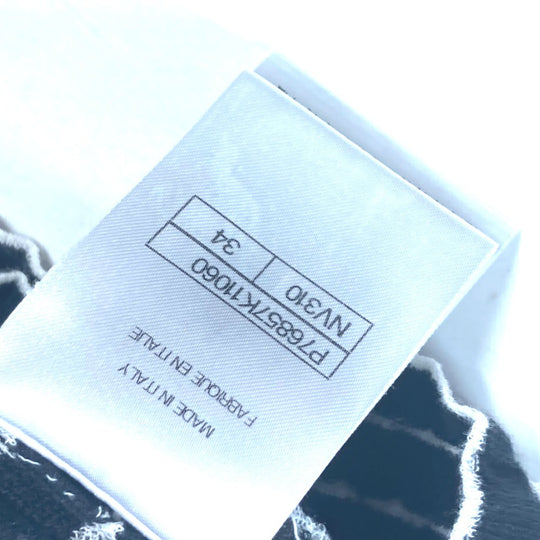 MADE IN ITALY
FABRIQUE EN ITALIE
P76857K11060
NV310 34